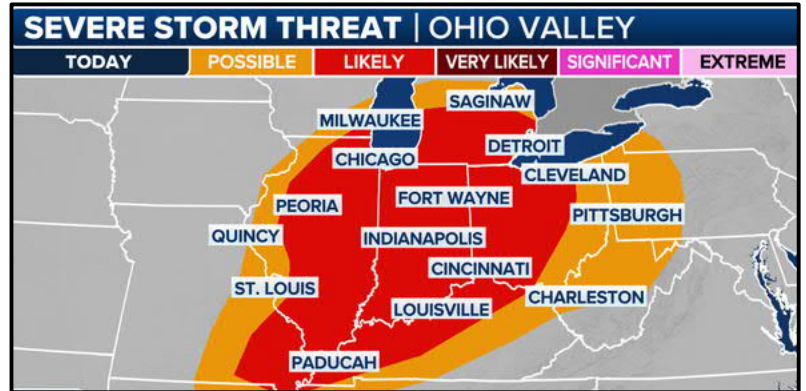 SEVERE STORM THREAT | OHIO VALLEY
TODAY POSSIBLE LIKELY VERY LIKELY SIGNIFICANT EXTREME
SAGINAW
MILWAUKEE
DETROIT
CHICAGO
CLEVELAND
FORT WAYNE
PEORIA
PITTSBURGH
QUINCY
INDIANAPOLIS
CINCINNATI
ST. LOUIS
CHARLESTON
LOUISVILLE
PADUCAH